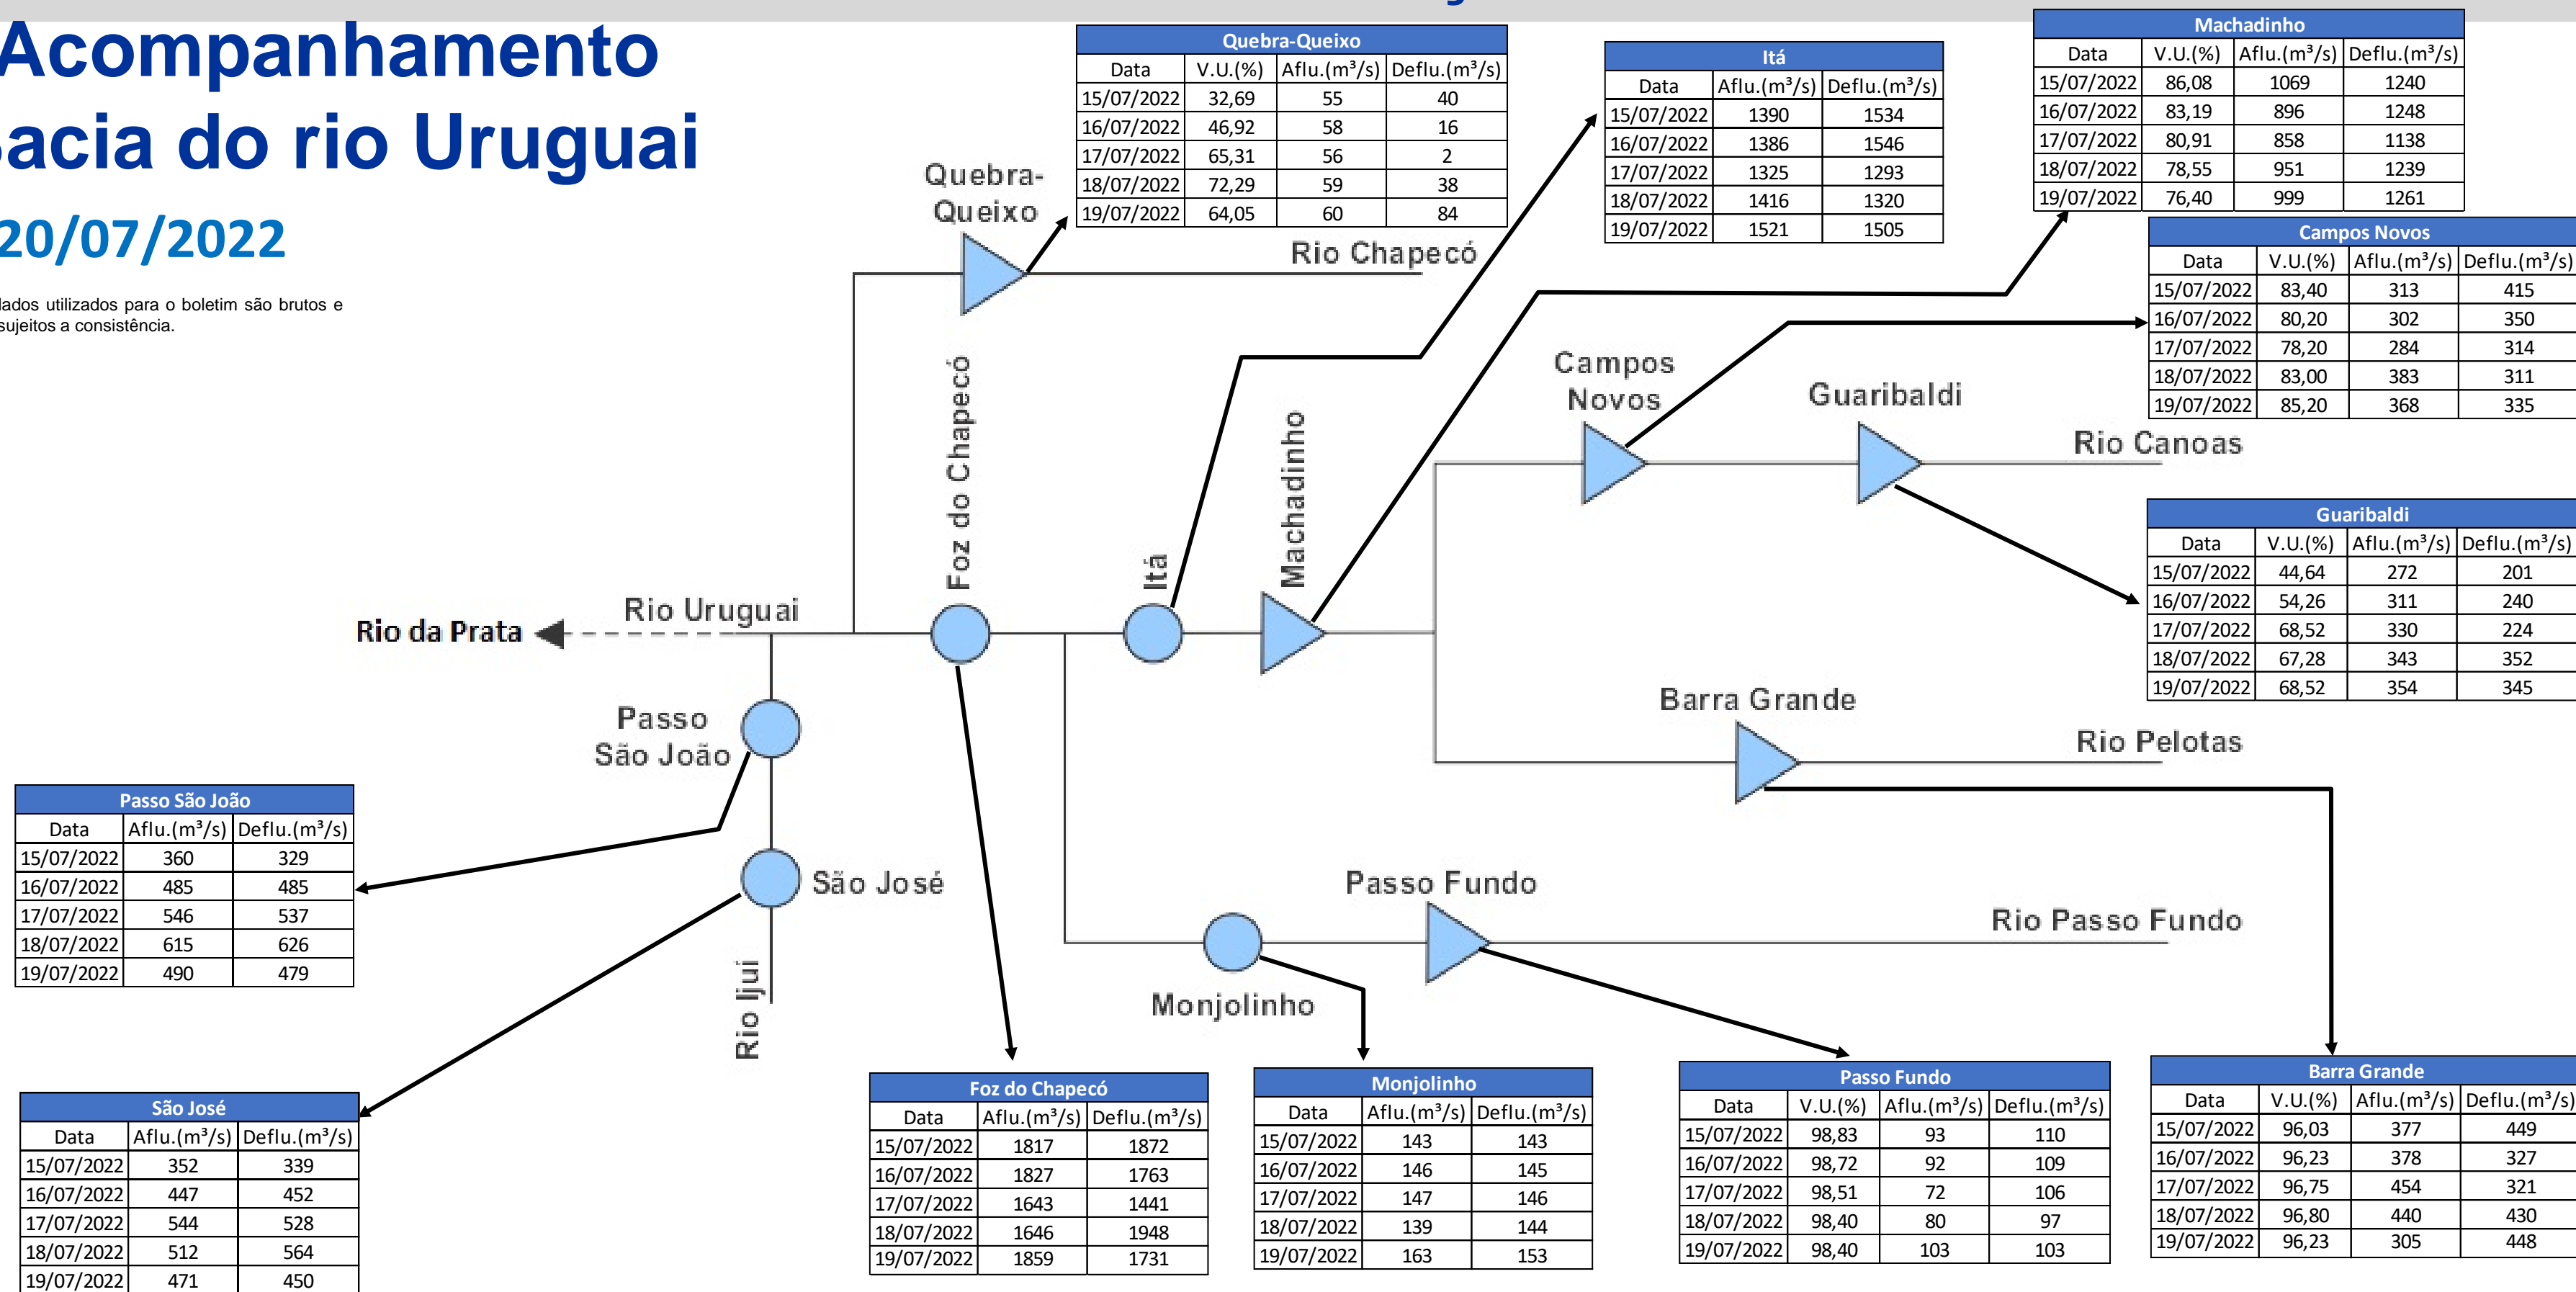 Acompanhamento
Bacia do rio Uruguai
20/07/2022
dados utilizados para o boletim são brutos e
sujeitos a consistência.
Quebra-Queixo
Data V.U.(%) Aflu.(m³/s) Deflu.(m³/s)
15/07/2022 32,69 55 40
16/07/2022 46,92 58 16
17/07/2022 65,31 56 2
18/07/2022 72,29 59 38
19/07/2022 64,05 60 84
Itá
Data Aflu.(m³/s) Deflu.(m³/s)
15/07/2022 1390 1534
16/07/2022 1386 1546
17/07/2022 1325 1293
18/07/2022 1416 1320
19/07/2022 1521 1505
Machadinho
Data V.U.(%) Aflu.(m³/s) Deflu.(m³/s)
15/07/2022 86,08 1069 1240
16/07/2022 83,19 896 1248
17/07/2022 80,91 858 1138
18/07/2022 78,55 951 1239
19/07/2022 76,40 999 1261
Campos Novos
Data V.U.(%) Aflu.(m³/s) Deflu.(m³/s)
15/07/2022 83,40 313 415
16/07/2022 80,20 302 350
17/07/2022 78,20 284 314
18/07/2022 83,00 383 311
19/07/2022 85,20 368 335
Quebra-
Queixo
Rio Chapecó
Foz do Chapecó
Itá
Machadinho
Campos
Novos
Guaribaldi
Rio Canoas
Guaribaldi
Data V.U.(%) Aflu.(m³/s) Deflu.(m³/s)
15/07/2022 44,64 272 201
16/07/2022 54,26 311 240
17/07/2022 68,52 330 224
18/07/2022 67,28 343 352
19/07/2022 68,52 354 345
Rio da Prata
Rio Uruguai
Barra Grande
Rio Pelotas
Passo
São João
São José
Rio Ijui
Passo Fundo
Rio Passo Fundo
Monjolinho
Passo São João
Data Aflu.(m³/s) Deflu.(m³/s)
15/07/2022 360 329
16/07/2022 485 485
17/07/2022 546 537
18/07/2022 615 626
19/07/2022 490 479
São José
Data Aflu.(m³/s) Deflu.(m³/s)
15/07/2022 352 339
16/07/2022 447 452
17/07/2022 544 528
18/07/2022 512 564
19/07/2022 471 450
Foz do Chapecó
Data Aflu.(m³/s) Deflu.(m³/s)
15/07/2022 1817 1872
16/07/2022 1827 1763
17/07/2022 1643 1441
18/07/2022 1646 1948
19/07/2022 1859 1731
Monjolinho
Data Aflu.(m³/s) Deflu.(m³/s)
15/07/2022 143 143
16/07/2022 146 145
17/07/2022 147 146
18/07/2022 139 144
19/07/2022 163 153
Passo Fundo
Data V.U.(%) Aflu.(m³/s) Deflu.(m³/s)
15/07/2022 98,83 93 110
16/07/2022 98,72 92 109
17/07/2022 98,51 72 106
18/07/2022 98,40 80 97
19/07/2022 98,40 103 103
Barra Grande
Data V.U.(%) Aflu.(m³/s) Deflu.(m³/s)
15/07/2022 96,03 377 449
16/07/2022 96,23 378 327
17/07/2022 96,75 454 321
18/07/2022 96,80 440 430
19/07/2022 96,23 305 448